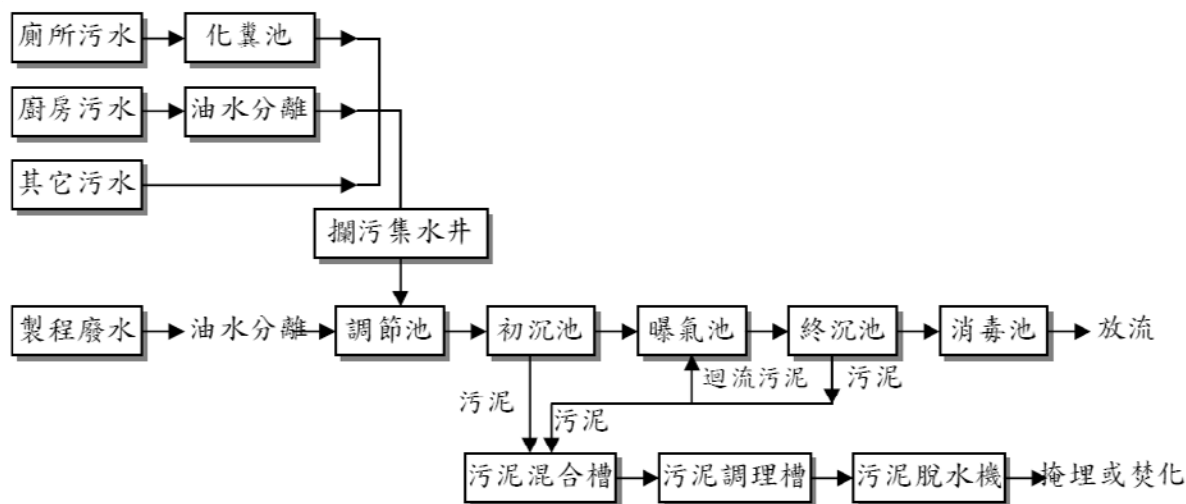 廁所污水
化糞池
廚房污水
油水分離
其它污水
攔污集水井
製程廢水
油水分離
調節池
初沉池
曝氣池
終沉池
消毒池
放流
污泥
迴流污泥
污泥
污泥
污泥混合槽
污泥調理槽
污泥脫水機
掩埋或焚化